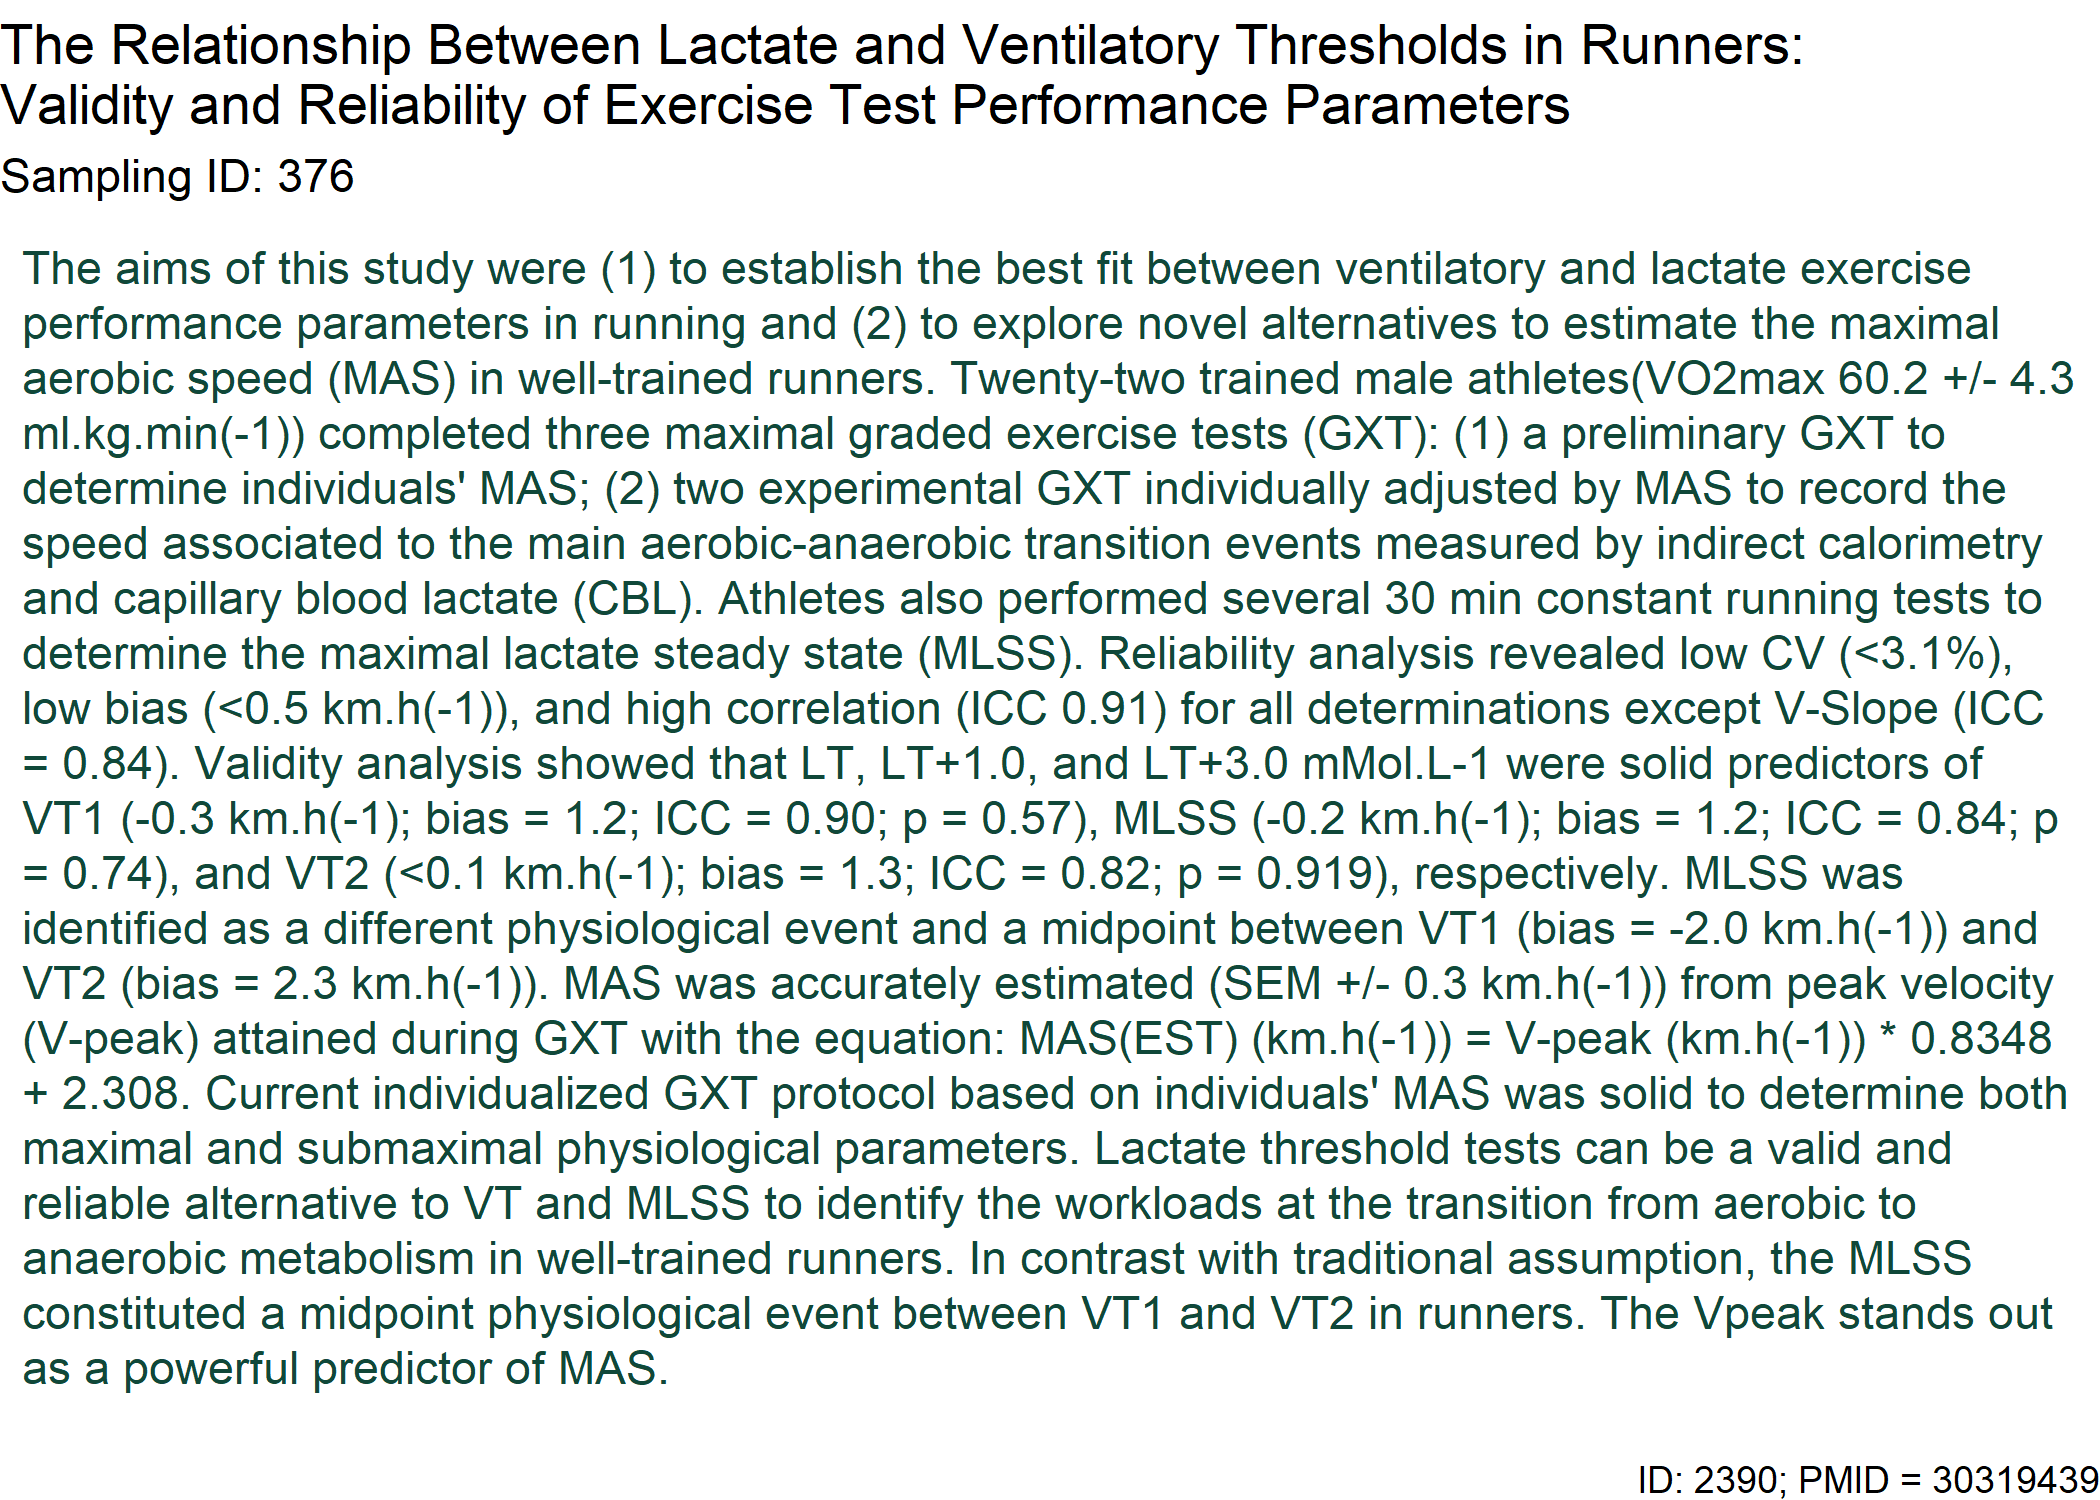 The Relationship Between Lactate and Ventilatory Thresholds in Runners:
Validity and Reliability of Exercise Test Performance Parameters
Sampling ID: 376
The aims of this study were (1) to establish the best fit between ventilatory and lactate exercise
performance parameters in running and (2) to explore novel alternatives to estimate the maximal
aerobic speed (MAS) in well-trained runners. Twenty-two trained male athletes(VO2max 60.2 +/- 4.3
ml.kg.min(-1)) completed three maximal graded exercise tests (GXT): (1) a preliminary GXT to
determine individuals' MAS; (2) two experimental GXT individually adjusted by MAS to record the
speed associated to the main aerobic-anaerobic transition events measured by indirect calorimetry
and capillary blood lactate (CBL). Athletes also performed several 30 min constant running tests to
determine the maximal lactate steady state (MLSS). Reliability analysis revealed low CV (<3.1%),
low bias (<0.5 km.h(-1)), and high correlation (ICC 0.91) for all determinations except V-Slope (ICC
= 0.84). Validity analysis showed that LT, LT+1.0, and LT+3.0 mMol.L-1 were solid predictors of
VT1 (-0.3 km.h(-1); bias = 1.2; ICC = 0.90; p = 0.57), MLSS (-0.2 km.h(-1); bias = 1.2; ICC = 0.84; p
= 0.74), and VT2 (<0.1 km.h(-1); bias = 1.3; ICC = 0.82; p = 0.919), respectively. MLSS was
identified as a different physiological event and a midpoint between VT1 (bias = -2.0 km.h(-1)) and
VT2 (bias = 2.3 km.h(-1)). MAS was accurately estimated (SEM +/- 0.3 km.h(-1)) from peak velocity
(V-peak) attained during GXT with the equation: MAS(EST) (km.h(-1)) = V-peak (km.h(-1)) * 0.8348
+ 2.308. Current individualized GXT protocol based on individuals' MAS was solid to determine both
maximal and submaximal physiological parameters. Lactate threshold tests can be a valid and
reliable alternative to VT and MLSS to identify the workloads at the transition from aerobic to
anaerobic metabolism in well-trained runners. In contrast with traditional assumption, the MLSS
constituted a midpoint physiological event between VT1 and VT2 in runners. The Vpeak stands out
as a powerful predictor of MAS.
ID: 2390; PMID = 30319439